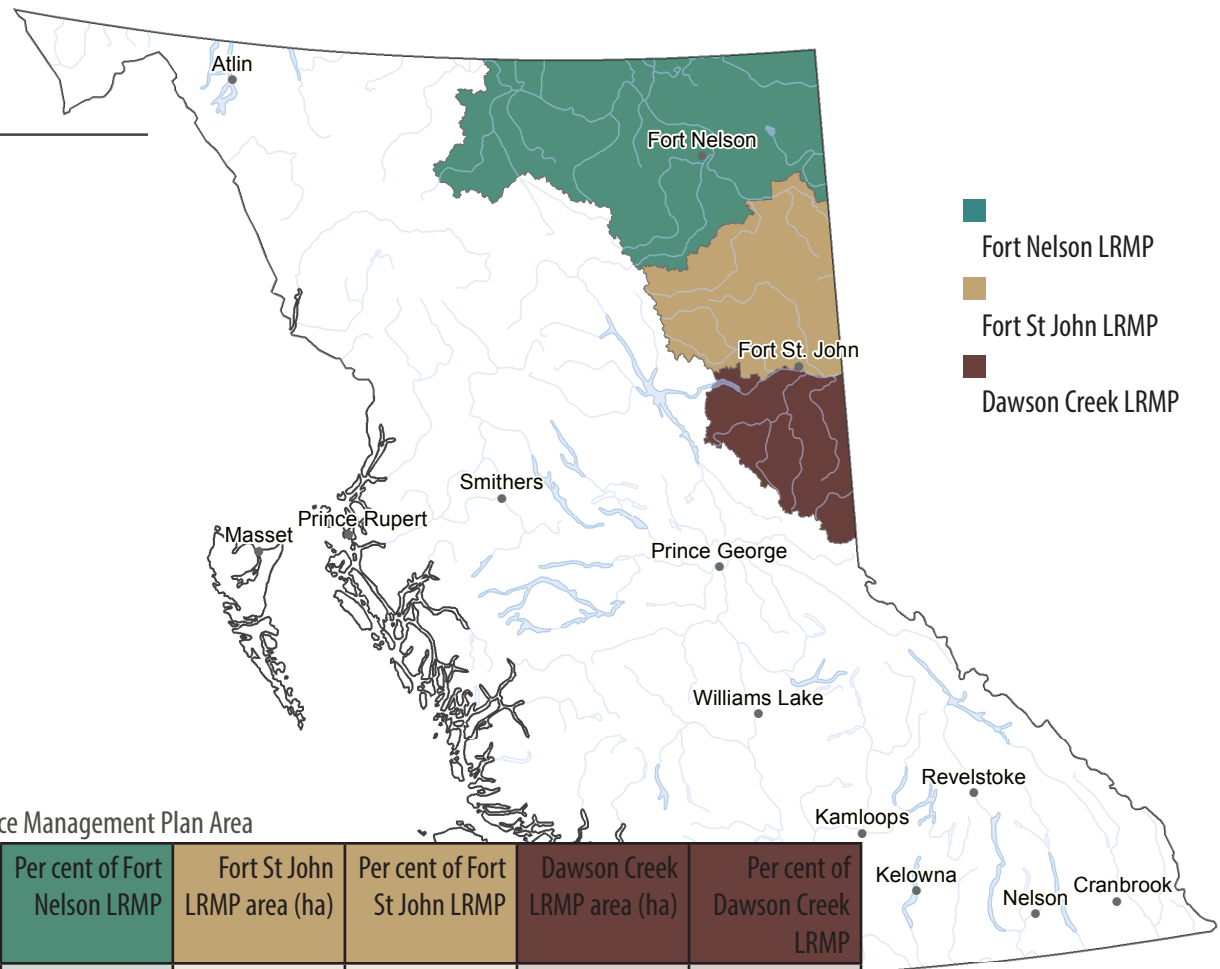 Atlin
Fort Nelson
Fort Nelson LRMP
Fort St John LRMP
Fort St. John
Dawson Creek LRMP
Smithers
Masset
Prince Rupert
Prince George
Williams Lake
Revelstoke
Kamloops
Kelowna
Nelson
Cranbrook
ce Management Plan Area
Per cent of Fort
Nelson LRMP
Fort St John
LRMP area (ha)
Per cent of Fort
St John LRMP
Dawson Creek
LRMP area (ha)
Per cent of
Dawson Creek
LRMP